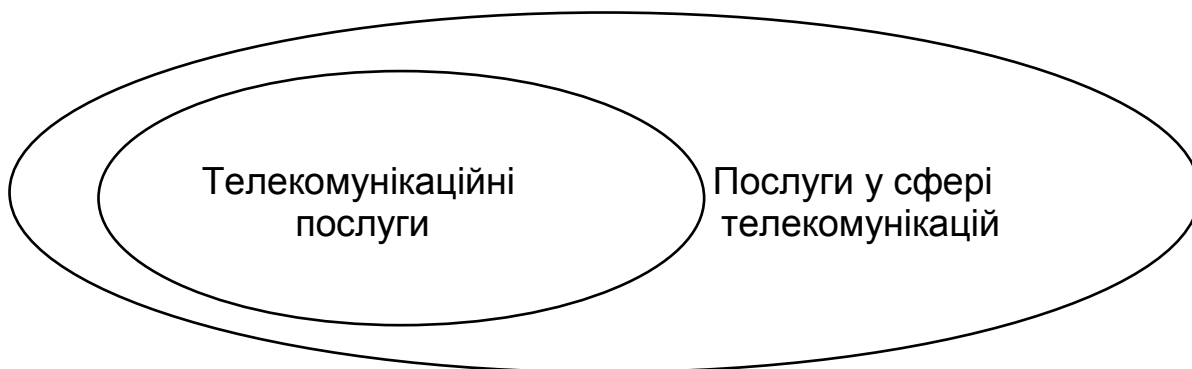 Телекомунікаційні
послуги
Послуги у сфері
телекомунікацій